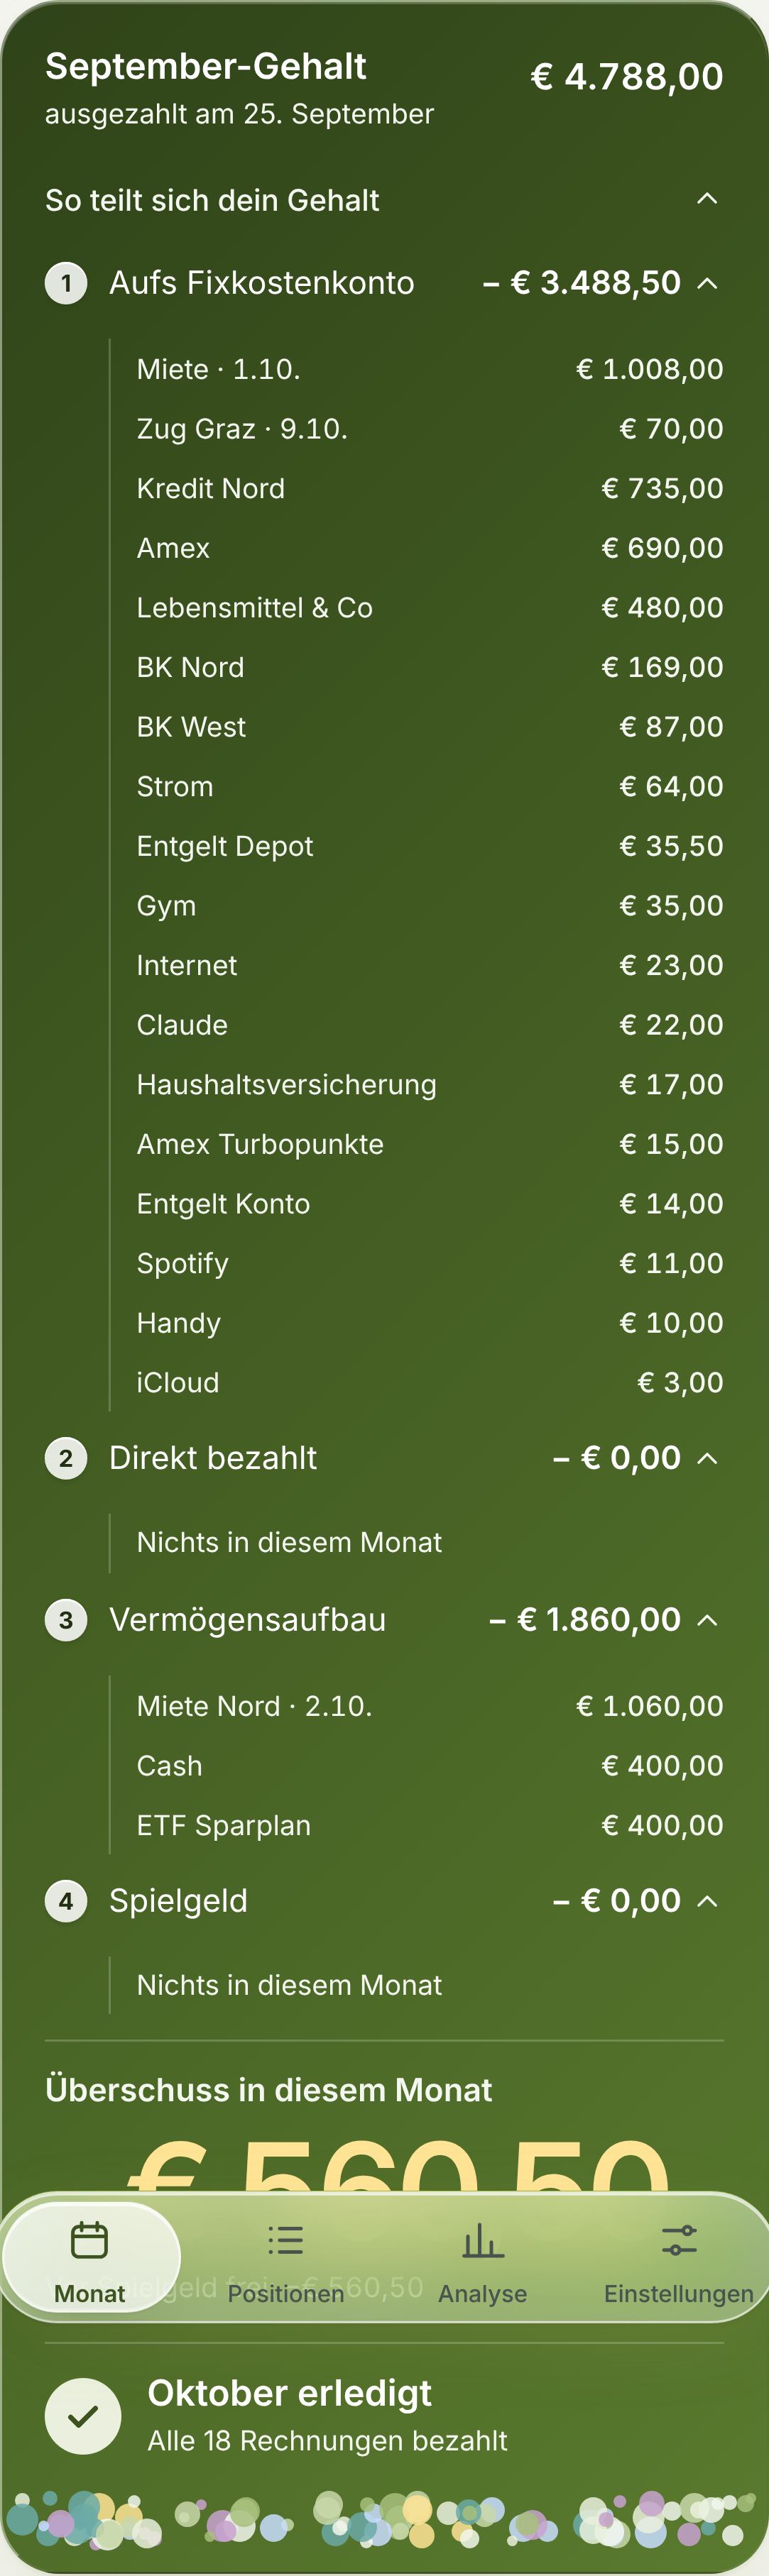 September-Gehalt
€ 4.788,00
ausgezahlt am 25. September
So teilt sich dein Gehalt
1 Aufs Fixkostenkonto – € 3.488,50
Miete · 1.10. € 1.008,00
Zug Graz · 9.10. € 70,00
Kredit Nord € 735,00
Amex € 690,00
Lebensmittel & Co € 480,00
BK Nord € 169,00
BK West € 87,00
Strom € 64,00
Entgelt Depot € 35,50
Gym € 35,00
Internet € 23,00
Claude € 22,00
Haushaltsversicherung € 17,00
Amex Turbopunkte € 15,00
Entgelt Konto € 14,00
Spotify € 11,00
Handy € 10,00
iCloud € 3,00
2 Direkt bezahlt – € 0,00
Nichts in diesem Monat
3 Vermögensaufbau – € 1.860,00
Miete Nord · 2.10. € 1.060,00
Cash € 400,00
ETF Sparplan € 400,00
4 Spielgeld – € 0,00
Nichts in diesem Monat
Überschuss in diesem Monat
€ 560,50
€ 560,50
Monat Positionen Analyse Einstellungen
Oktober erledigt
Alle 18 Rechnungen bezahlt